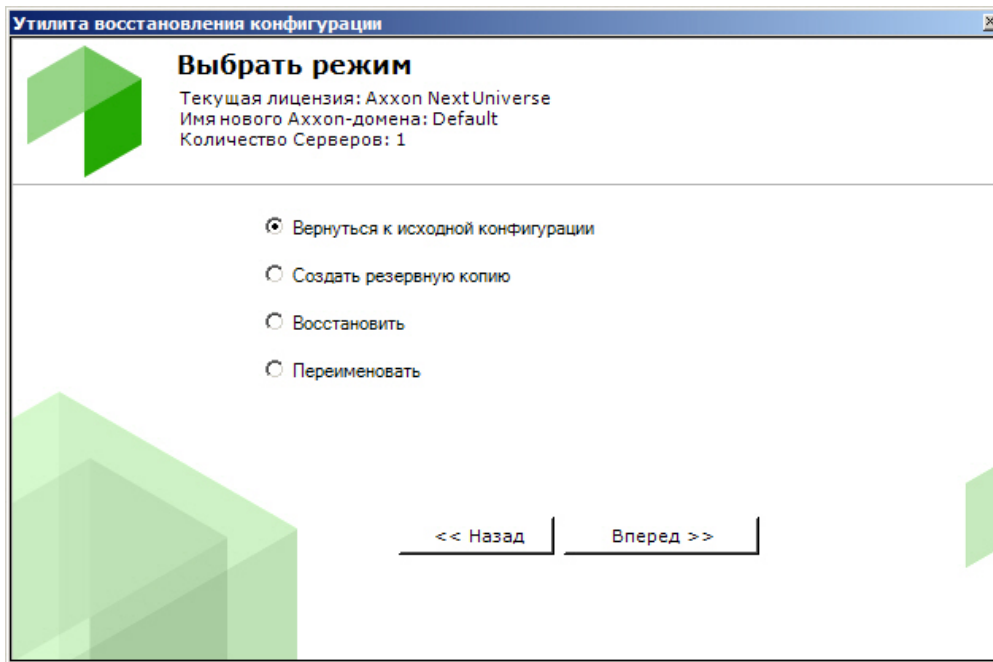 Утилита восстановления конфигурации
Выбрать режим
Текущая лицензия: Axxon Next Universe
Имя нового Axxon-домена: Default
Количество Серверов: 1
Вернуться к исходной конфигурации
Создать резервную копию
Восстановить
Переименовать
<< Назад
Вперед >>